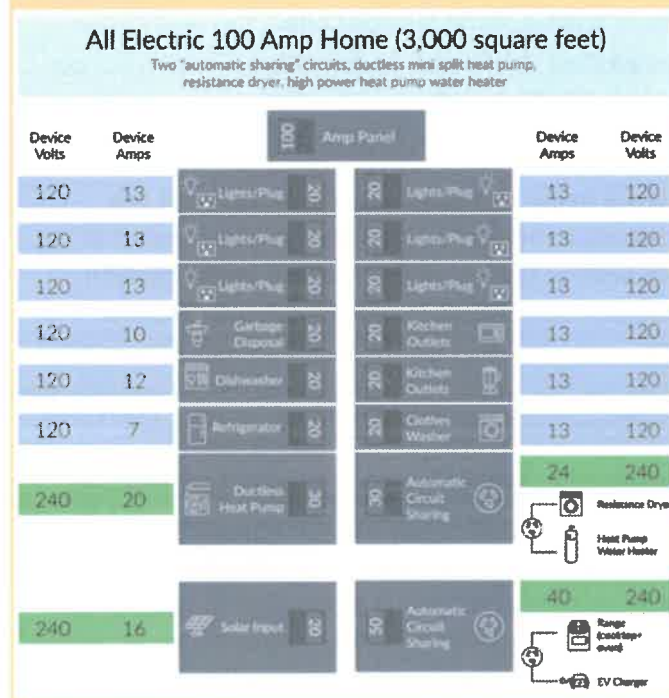 All Electric 100 Amp Home (3,000 square feet)
Two "automatic sharing" circuits, ductless mini split heat pump,
resistance dryer, high power heat pump water heater
Device Volts
Device Amps
100 Amp Panel
Device Amps
Device Volts
120 13 Lights/Plug 20
20 Lights/Plug 13 120
120 13 Lights/Plug 20
20 Lights/Plug 13 120
120 13 Lights/Plug 20
20 Lights/Plug 13 120
120 10 Garbage Disposal 20
20 Kitchen Outlets 13 120
120 12 Dishwasher 20
20 Kitchen Outlets 13 120
120 7 Refrigerator 20
20 Clothes Washer 13 120
240 20 Ductless Heat Pump 30
30 Automatic Circuit Sharing 24 240
Resistance Dryer
Heat Pump
Water Heater
240 16 Solar Input 20
50 Automatic Circuit Sharing 40 240
Range
(cooktop+
oven)
EV Charger